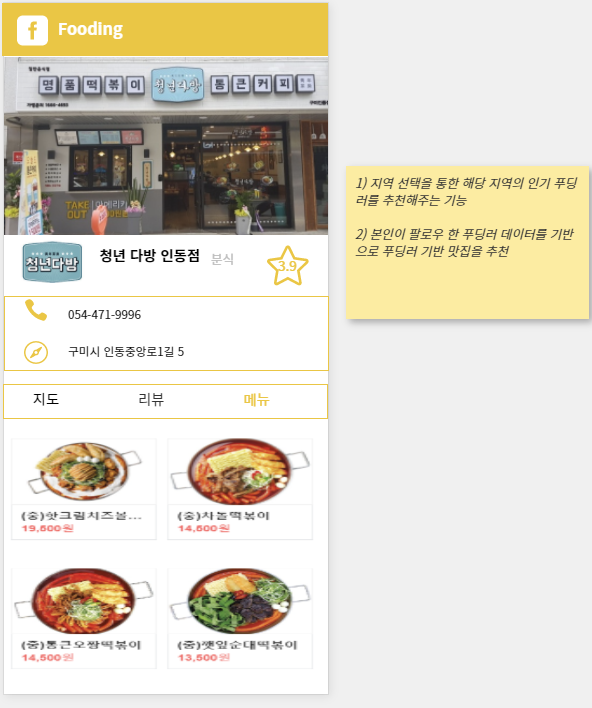 f Fooding
명품떡볶이 청년다방 통큰커피
TAKE OUT
아메리카
청년다방
청년 다방 인동점 분식 3.9
054-471-9996
구미시 인동중앙로1길 5
지도 리뷰 메뉴
(중)핫크림치즈볼... (중)차돌떡볶이
19,500원 14,500원
(중)통큰오짱떡볶이 (중)깻잎순대떡볶이
14,500원 13,500원
1) 지역 선택을 통한 해당 지역의 인기 푸딩
러를 추천해주는 기능
2) 본인이 팔로우 한 푸딩러 데이터를 기반
으로 푸딩러 기반 맛집을 추천